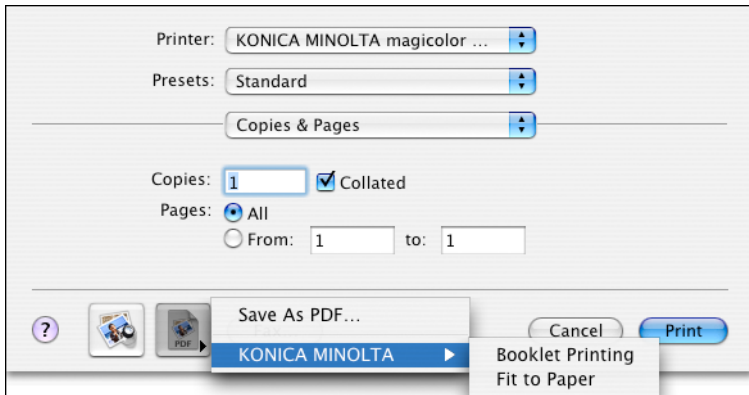 Printer: KONICA MINOLTA magicolor ...
Presets: Standard
Copies & Pages
Copies: 1 Collated
Pages: All
From: 1 to: 1
?
PDF
Save As PDF...
KONICA MINOLTA
Booklet Printing
Fit to Paper
Cancel Print